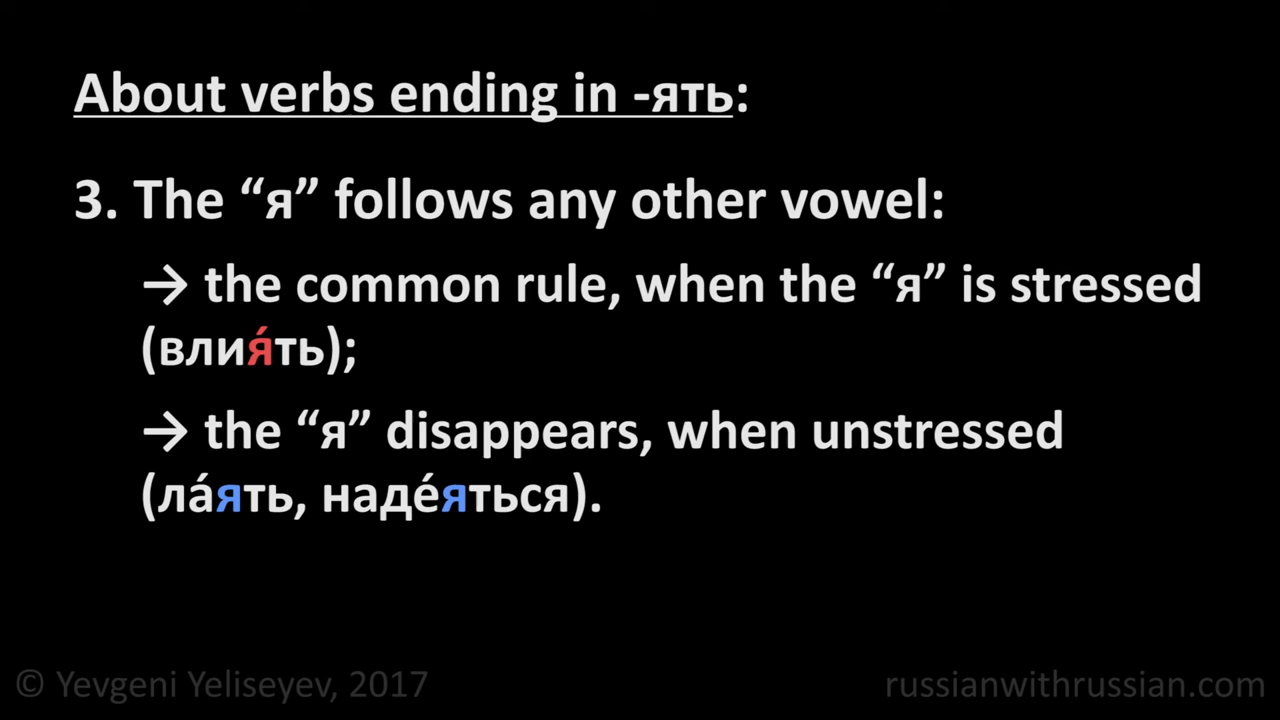 About verbs ending in -ять:
3. The “я” follows any other vowel:
→ the common rule, when the “я” is stressed
(влия́ть);
→ the “я” disappears, when unstressed
(ла́ять, наде́яться).
© Yevgeni Yeliseyev, 2017
russianwithrussian.com